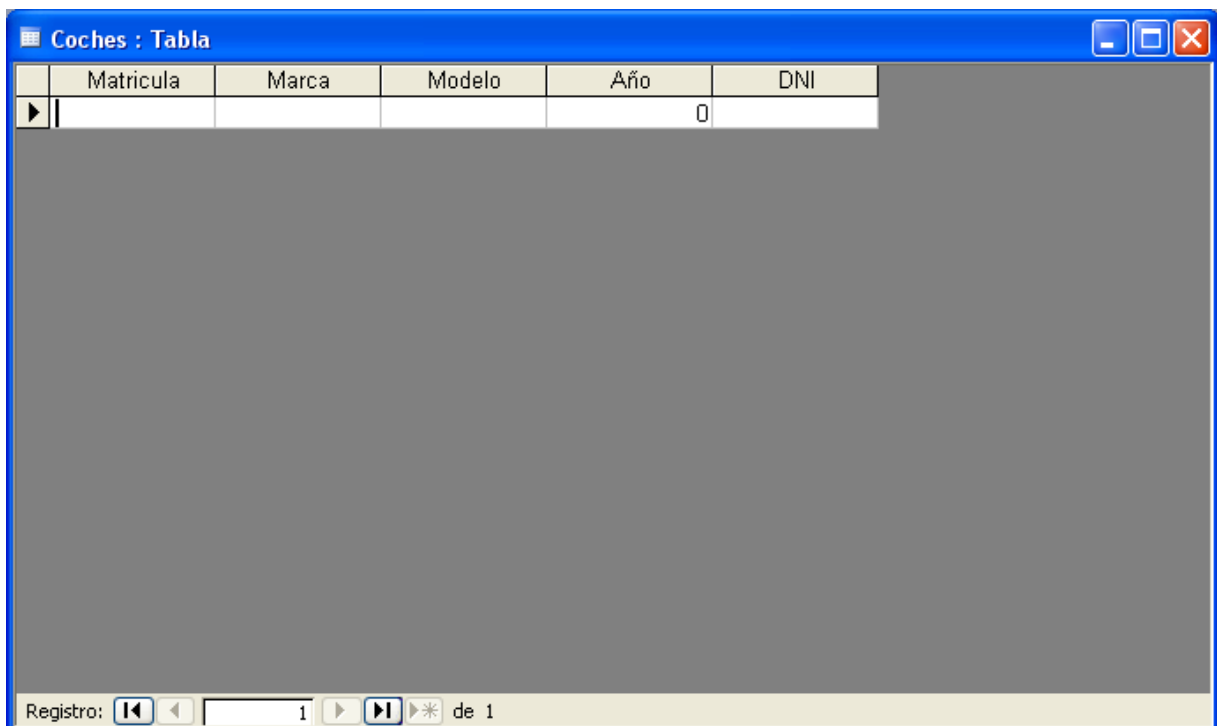 Coches : Tabla
Matricula Marca Modelo Año DNI
0
Registro: 1 de 1